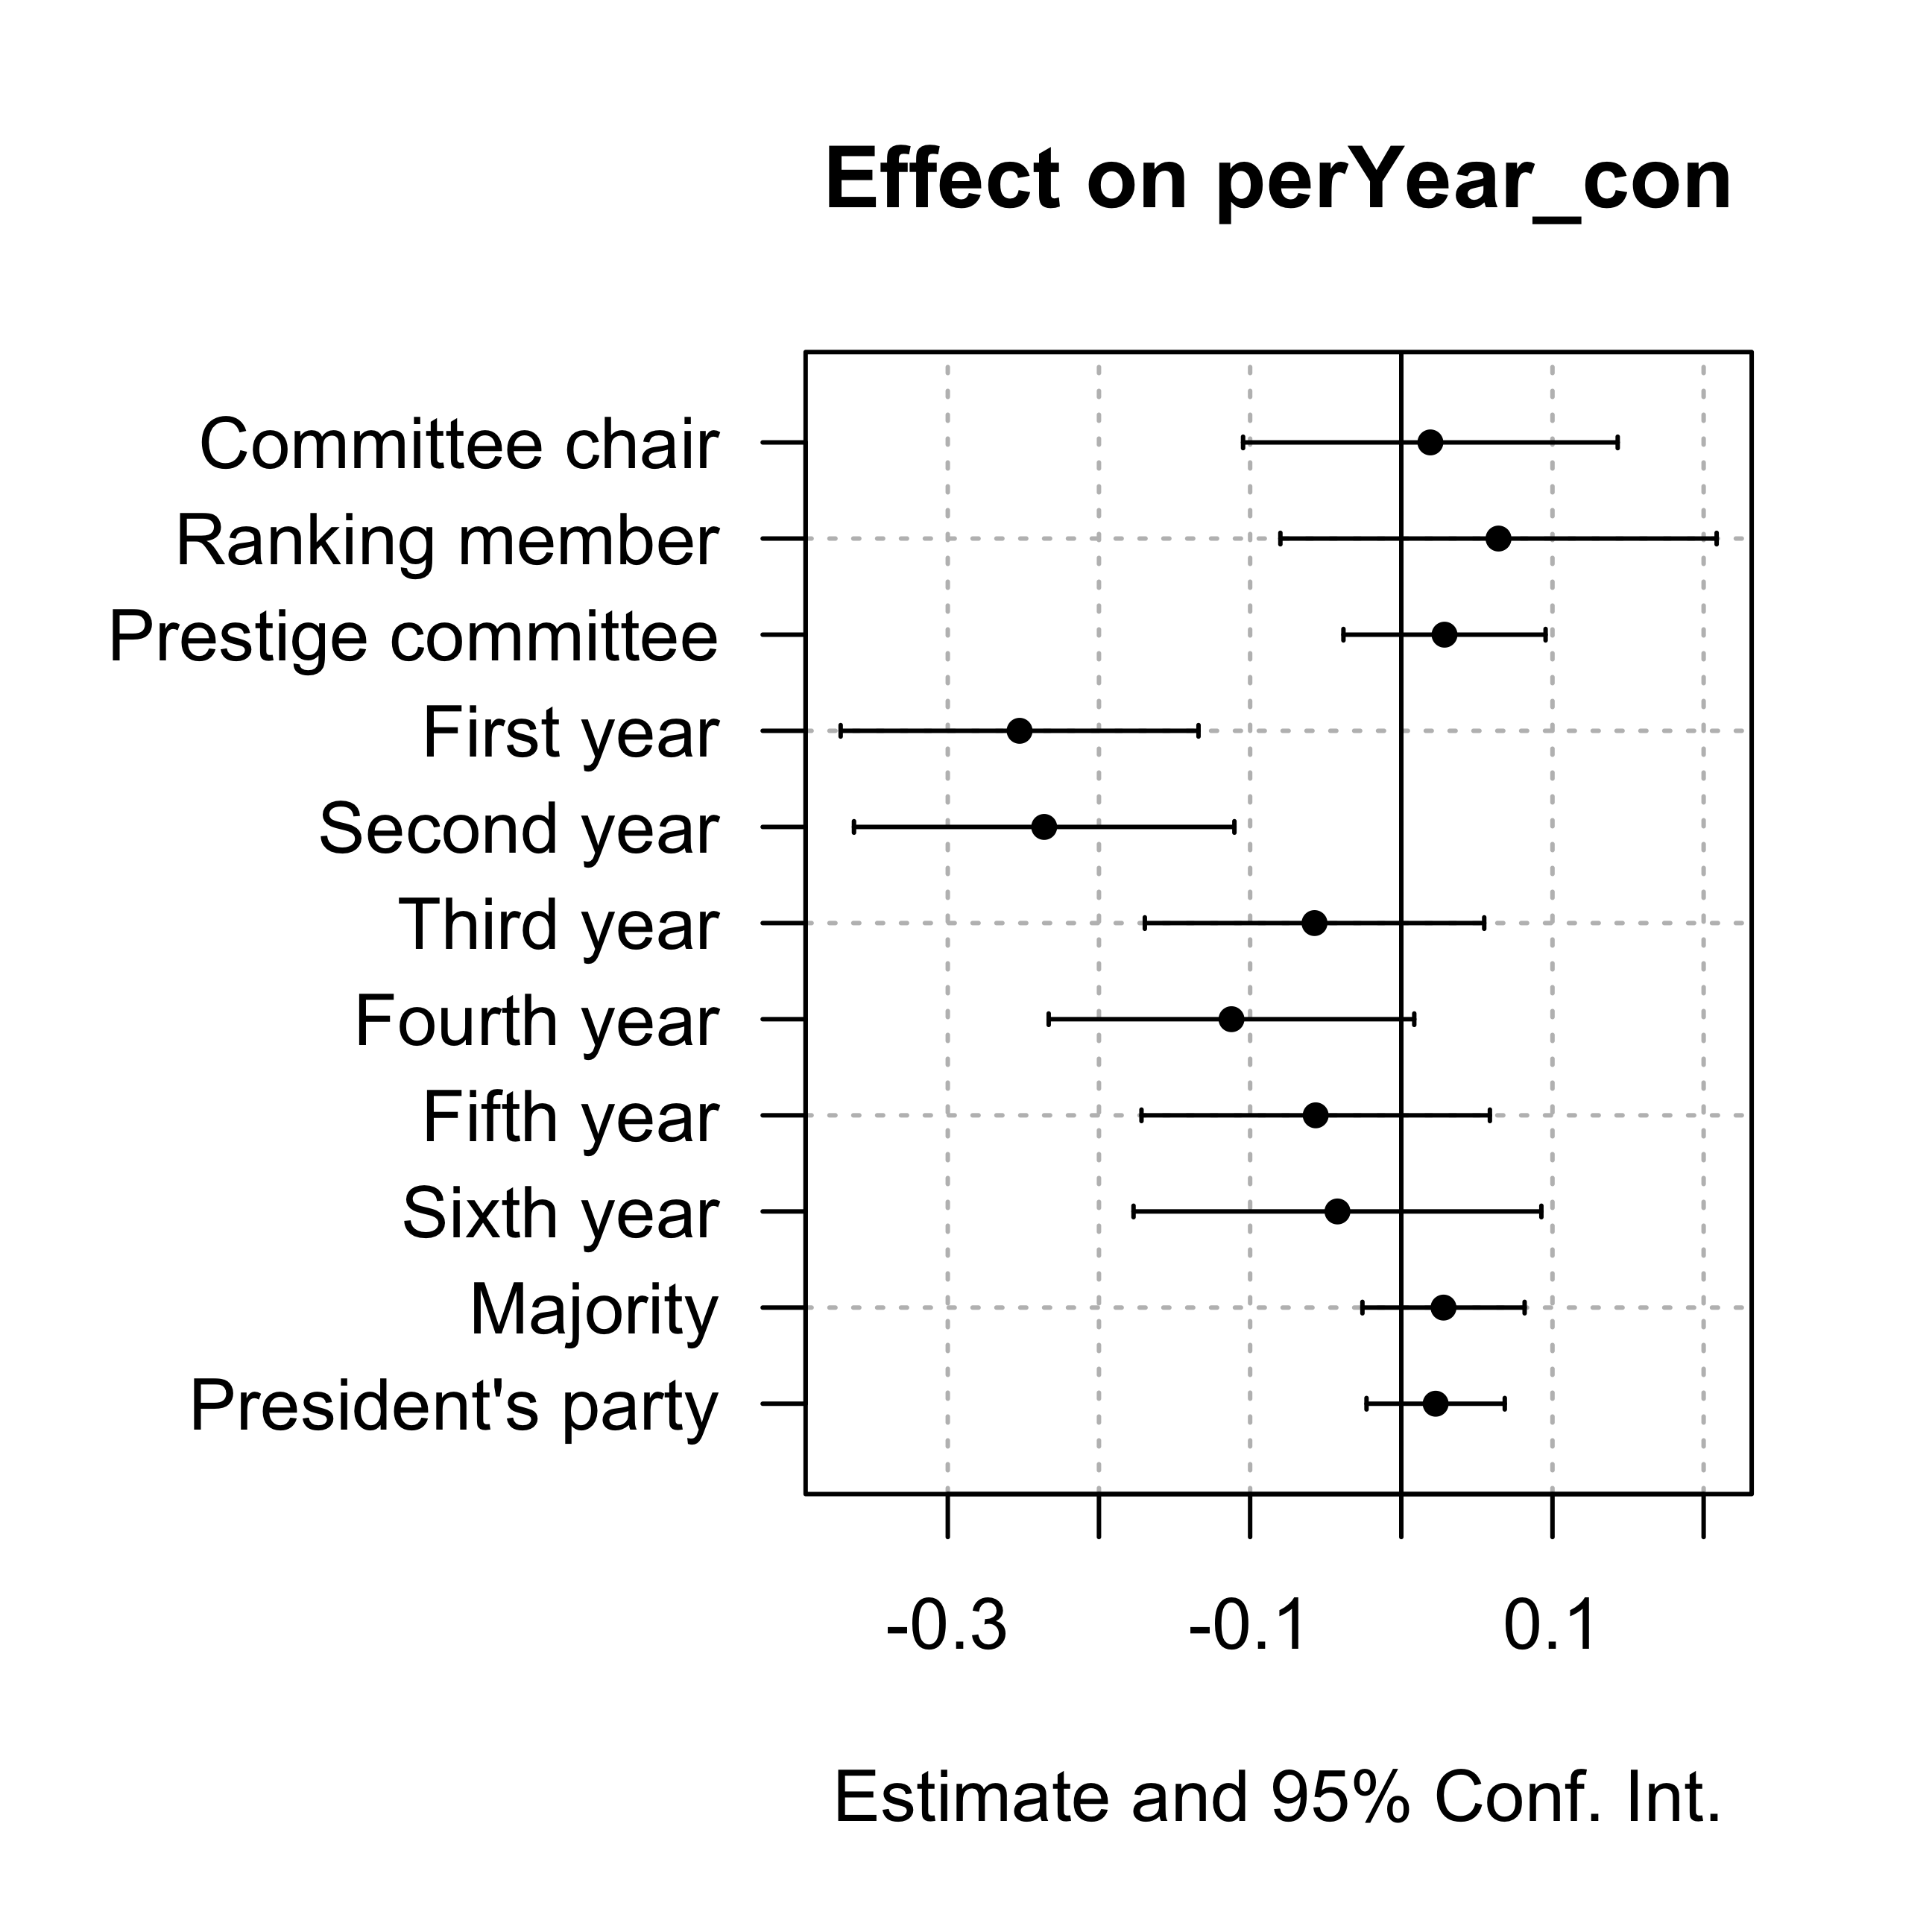 Effect on perYear_con
Committee chair
Ranking member
Prestige committee
First year
Second year
Third year
Fourth year
Fifth year
Sixth year
Majority
President's party
-0.3 -0.1 0.1
Estimate and 95% Conf. Int.